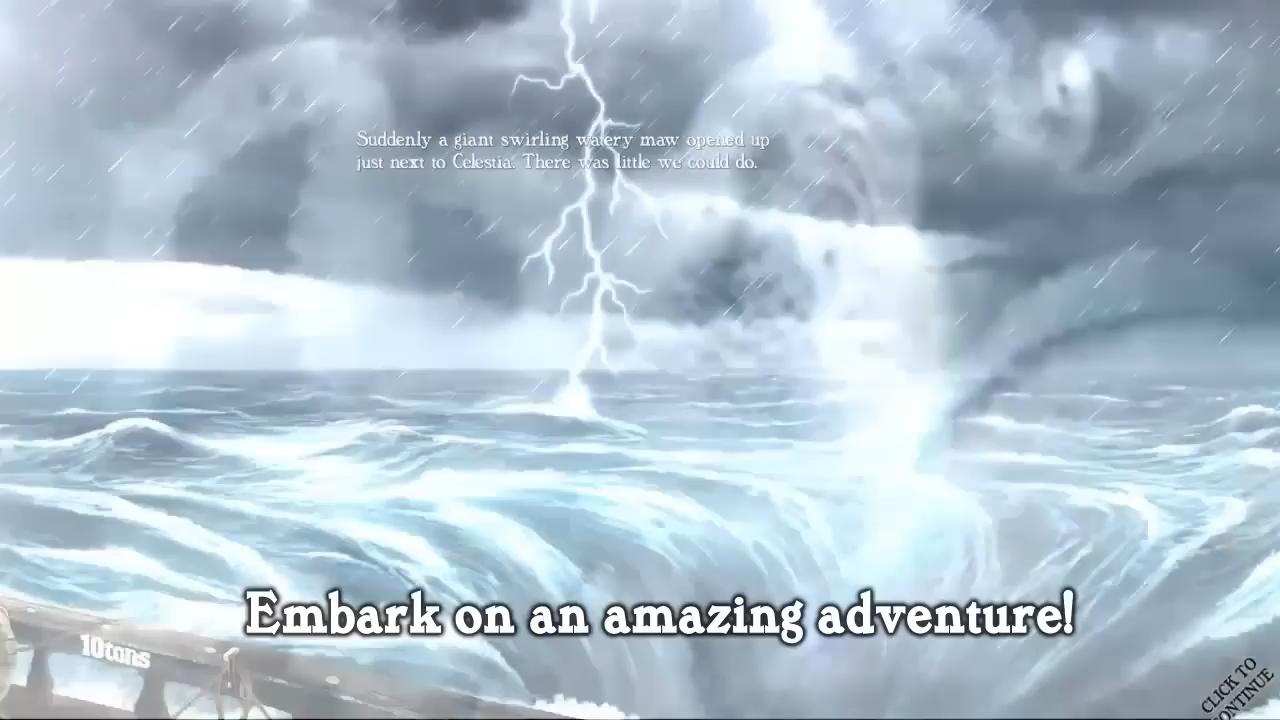 Suddenly a giant swirling watery maw opened up
just next to Celestia. There was little we could do.
Embark on an amazing adventure!
10tons
CLICK TO
CONTINUE